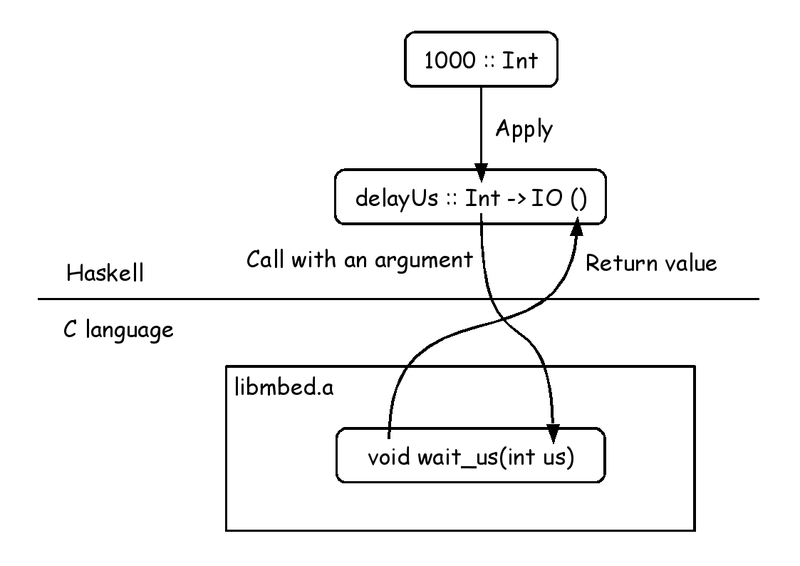 1000 :: Int
Apply
delayUs :: Int -> IO ()
Call with an argument
Return value
Haskell
C language
libmbed.a
void wait_us(int us)